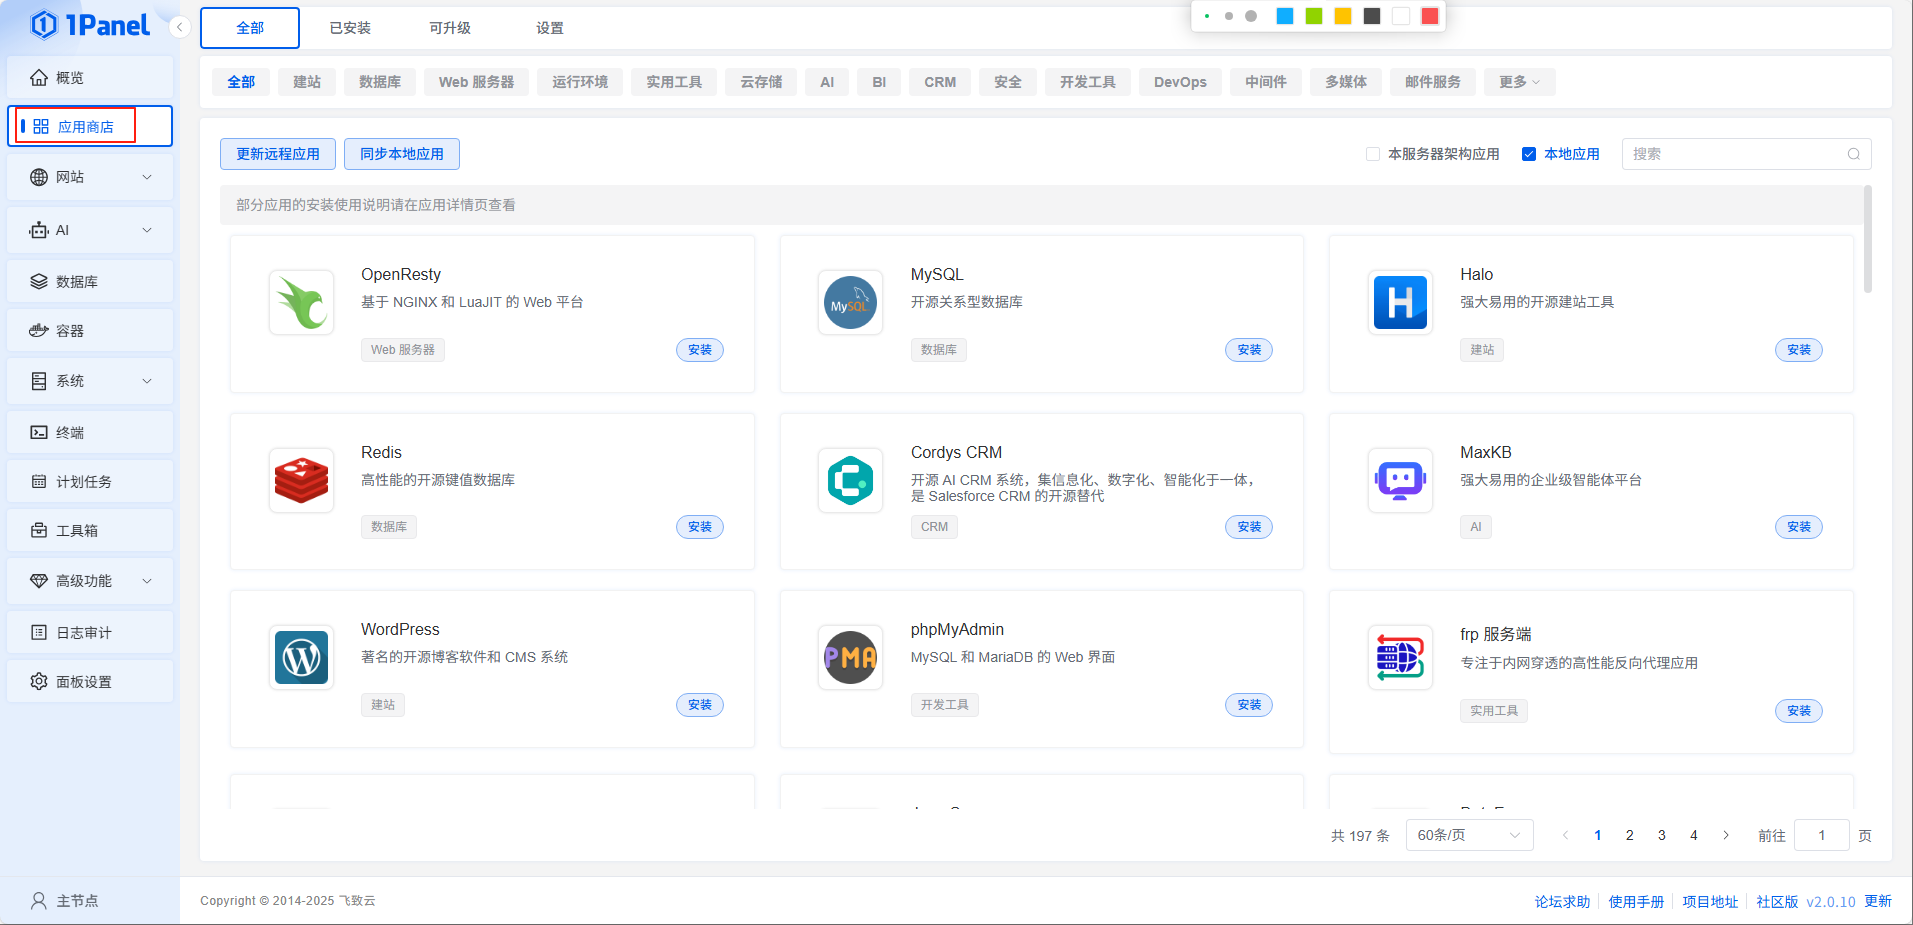 1Panel
全部
已安装
可升级
设置
概览
应用商店
网站
AI
数据库
容器
系统
终端
计划任务
工具箱
高级功能
日志审计
面板设置
主节点
全部
建站
数据库
Web 服务器
运行环境
实用工具
云存储
AI
BI
CRM
安全
开发工具
DevOps
中间件
多媒体
邮件服务
更多
更新远程应用
同步本地应用
本服务器架构应用
本地应用
搜索
部分应用的安装使用说明请在应用详情页查看
OpenResty
基于 NGINX 和 LuaJIT 的 Web 平台
Web 服务器
安装
MySQL
MySQL
开源关系型数据库
数据库
安装
H
Halo
强大易用的开源建站工具
建站
安装
Redis
高性能的开源键值数据库
数据库
安装
Cordys CRM
开源 AI CRM 系统，集信息化、数字化、智能化于一体，
是 Salesforce CRM 的开源替代
CRM
安装
MaxKB
强大易用的企业级智能体平台
AI
安装
W
WordPress
著名的开源博客软件和 CMS 系统
建站
安装
PMA
phpMyAdmin
MySQL 和 MariaDB 的 Web 界面
开发工具
安装
frp 服务端
专注于内网穿透的高性能反向代理应用
实用工具
安装
共 197 条
60条/页
1
2
3
4
前往
1
页
Copyright © 2014-2025 飞致云
论坛求助
使用手册
项目地址
社区版
v2.0.10
更新